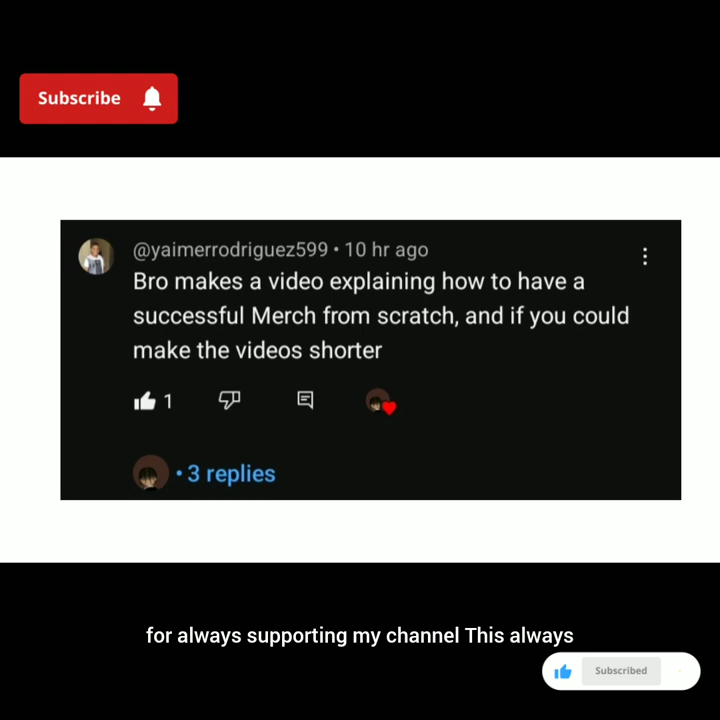 Subscribe
@yaimerrodriguez599 • 10 hr ago
Bro makes a video explaining how to have a
successful Merch from scratch, and if you could
make the videos shorter
1
• 3 replies
for always supporting my channel This always
Subscribed